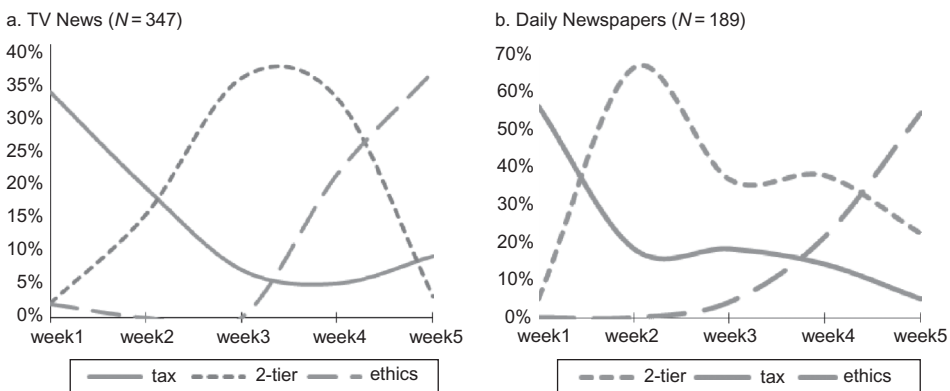 a. TV News (N = 347)
40%
35%
30%
25%
20%
15%
10%
5%
0%
week1 week2 week3 week4 week5
tax 2-tier ethics
b. Daily Newspapers (N = 189)
70%
60%
50%
40%
30%
20%
10%
0%
week1 week2 week3 week4 week5
2-tier tax ethics